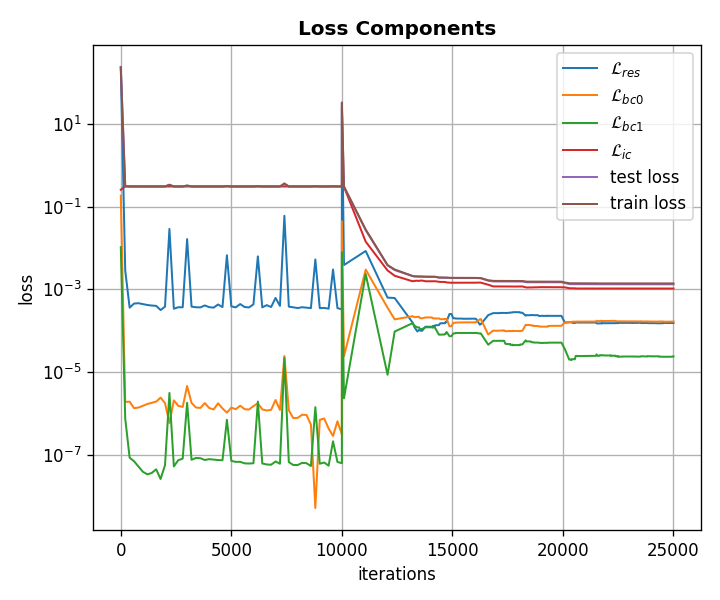 Loss Components
ℒ_res
ℒ_bc0
ℒ_bc1
ℒ_ic
test loss
train loss
loss
10^1
10^−1
10^−3
10^−5
10^−7
0 5000 10000 15000 20000 25000
iterations